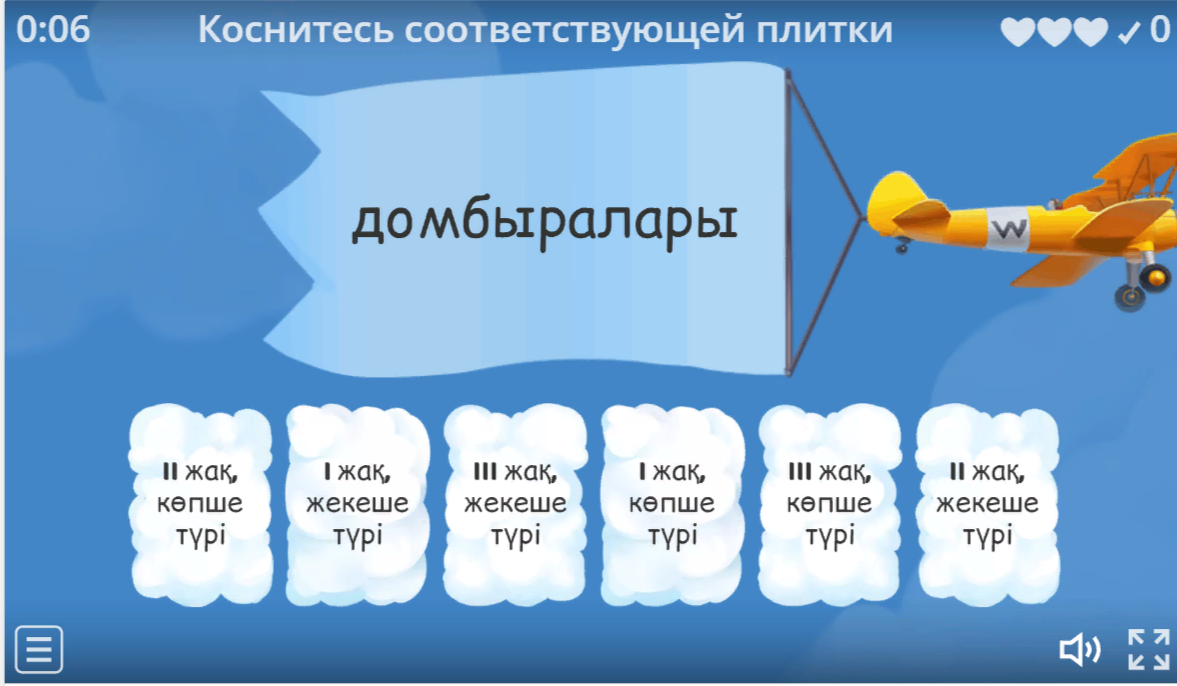 0:06 Коснитесь соответствующей плитки ✓ 0
домбыралары
W
II жақ,
көпше
түрі
I жақ,
жекеше
түрі
III жақ,
жекеше
түрі
I жақ,
көпше
түрі
III жақ,
көпше
түрі
II жақ,
жекеше
түрі